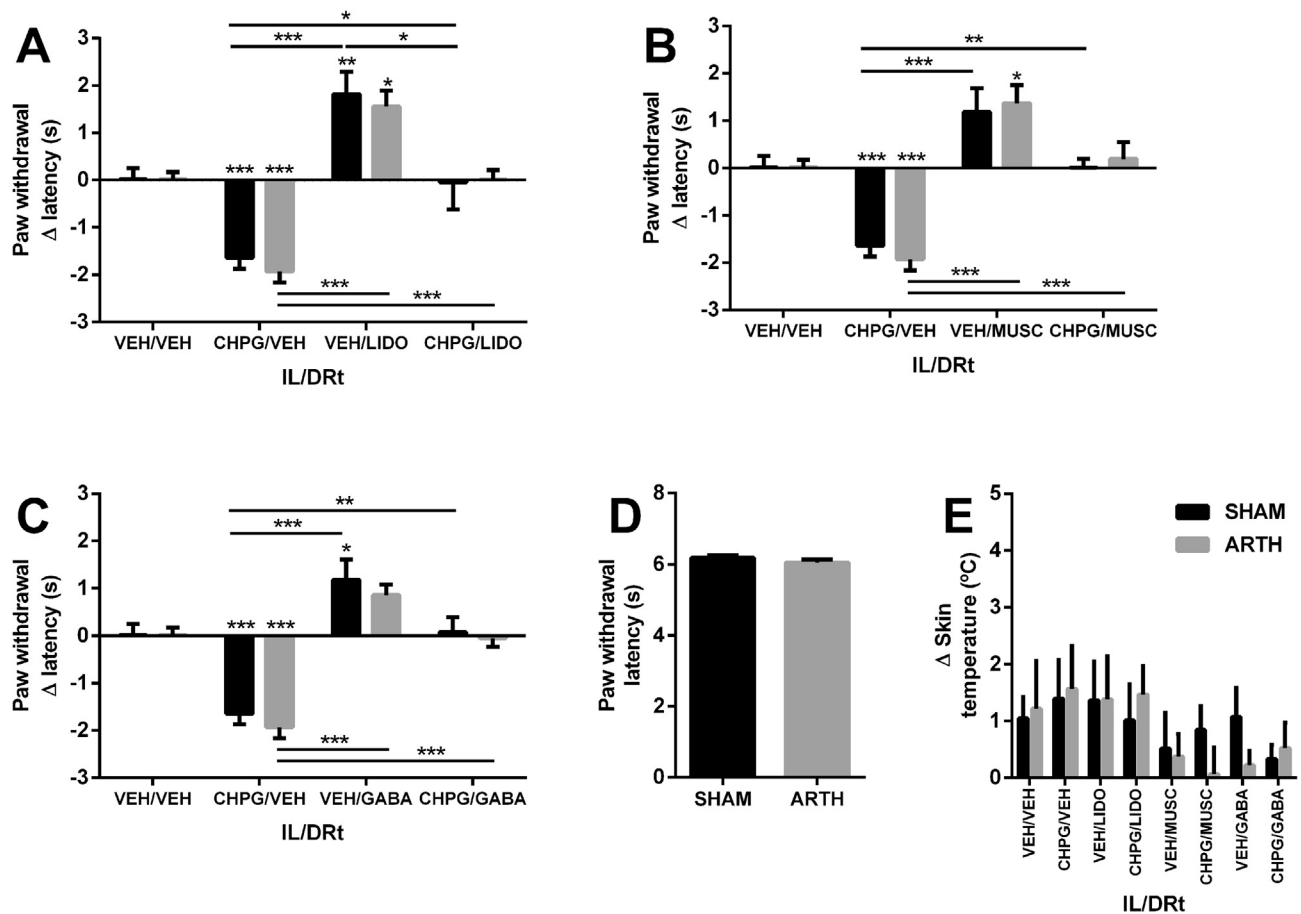 A
Paw withdrawal
Δ latency (s)
3
2
1
0
-1
-2
-3
*
*** *
** *
*** ***
***
***
VEH/VEH CHPG/VEH VEH/LIDO CHPG/LIDO
IL/DRt
B
Paw withdrawal
Δ latency (s)
3
2
1
0
-1
-2
-3
**
***
*
*** ***
***
***
VEH/VEH CHPG/VEH VEH/MUSC CHPG/MUSC
IL/DRt
C
Paw withdrawal
Δ latency (s)
3
2
1
0
-1
-2
-3
**
***
*
*** ***
***
***
VEH/VEH CHPG/VEH VEH/GABA CHPG/GABA
IL/DRt
D
Paw withdrawal
latency (s)
8
6
4
2
0
SHAM ARTH
E
SHAM
ARTH
Δ Skin
temperature (ºC)
5
4
3
2
1
0
VEH/VEH
CHPG/VEH
VEH/LIDO
CHPG/LIDO
VEH/MUSC
CHPG/MUSC
VEH/GABA
CHPG/GABA
IL/DRt